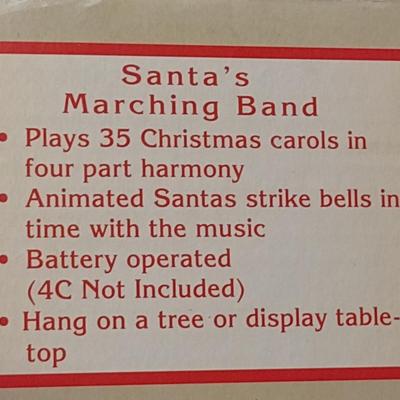 Santa's
Marching Band
• Plays 35 Christmas carols in
four part harmony
• Animated Santas strike bells in
time with the music
• Battery operated
(4C Not Included)
• Hang on a tree or display table-
top